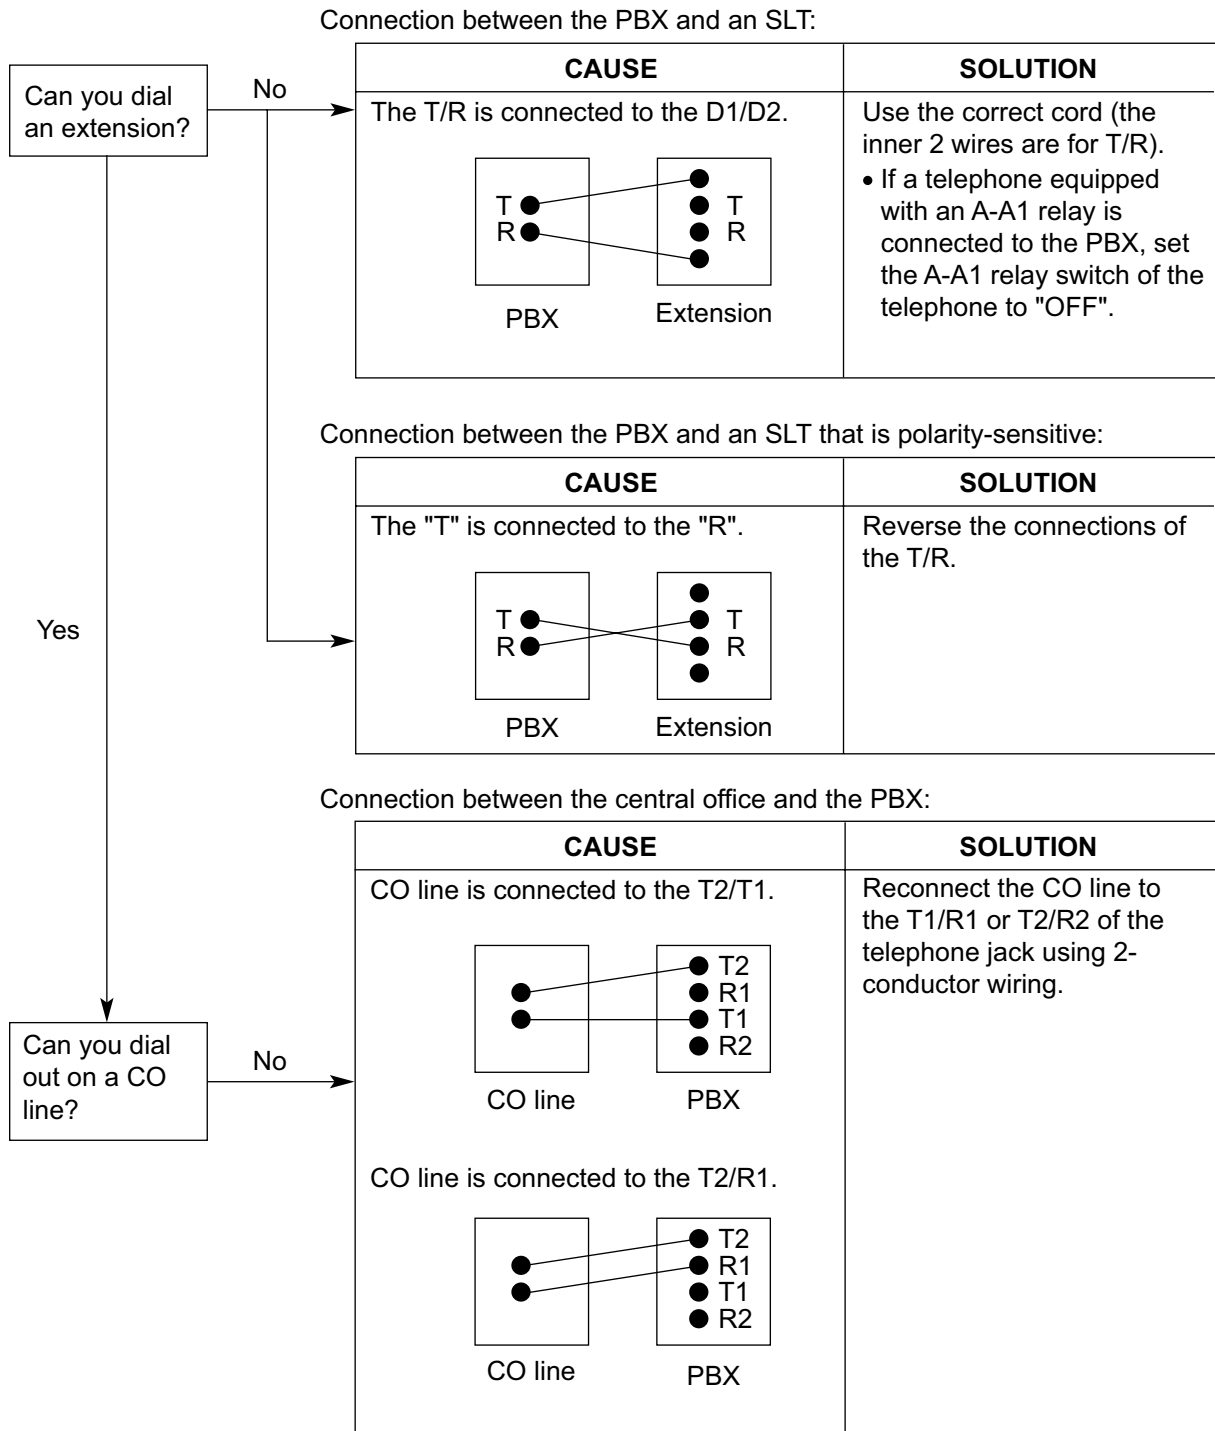 Connection between the PBX and an SLT:
Can you dial
an extension?
No
CAUSE
SOLUTION
The T/R is connected to the D1/D2.
T
R
T
R
PBX
Extension
Use the correct cord (the
inner 2 wires are for T/R).
• If a telephone equipped
with an A-A1 relay is
connected to the PBX, set
the A-A1 relay switch of the
telephone to "OFF".
Connection between the PBX and an SLT that is polarity-sensitive:
CAUSE
SOLUTION
The "T" is connected to the "R".
T
R
T
R
PBX
Extension
Reverse the connections of
the T/R.
Yes
Connection between the central office and the PBX:
Can you dial
out on a CO
line?
No
CAUSE
SOLUTION
CO line is connected to the T2/T1.
T2
R1
T1
R2
CO line
PBX
CO line is connected to the T2/R1.
T2
R1
T1
R2
CO line
PBX
Reconnect the CO line to
the T1/R1 or T2/R2 of the
telephone jack using 2-
conductor wiring.